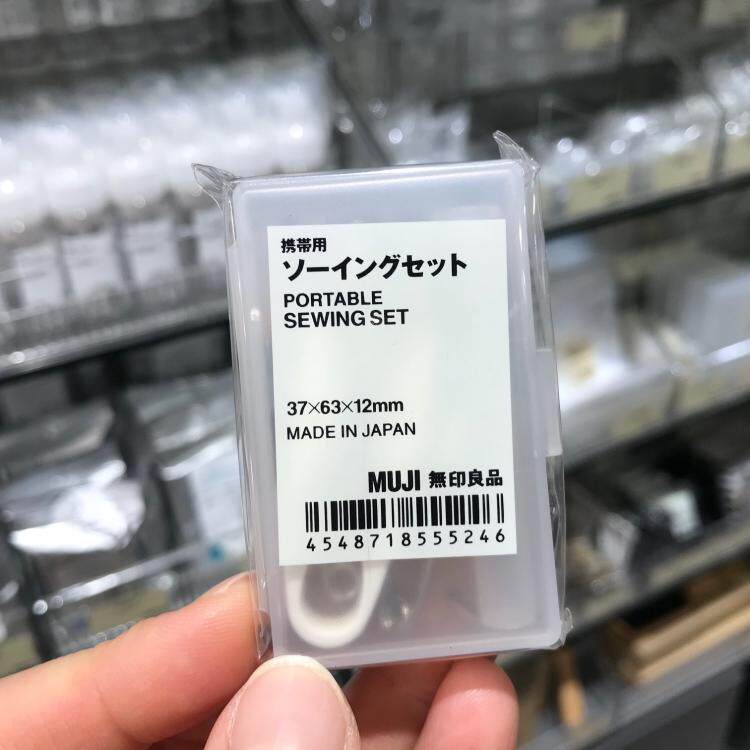 携帯用
ソーイングセット
PORTABLE
SEWING SET
37×63×12mm
MADE IN JAPAN
MUJI 無印良品
4548718555246